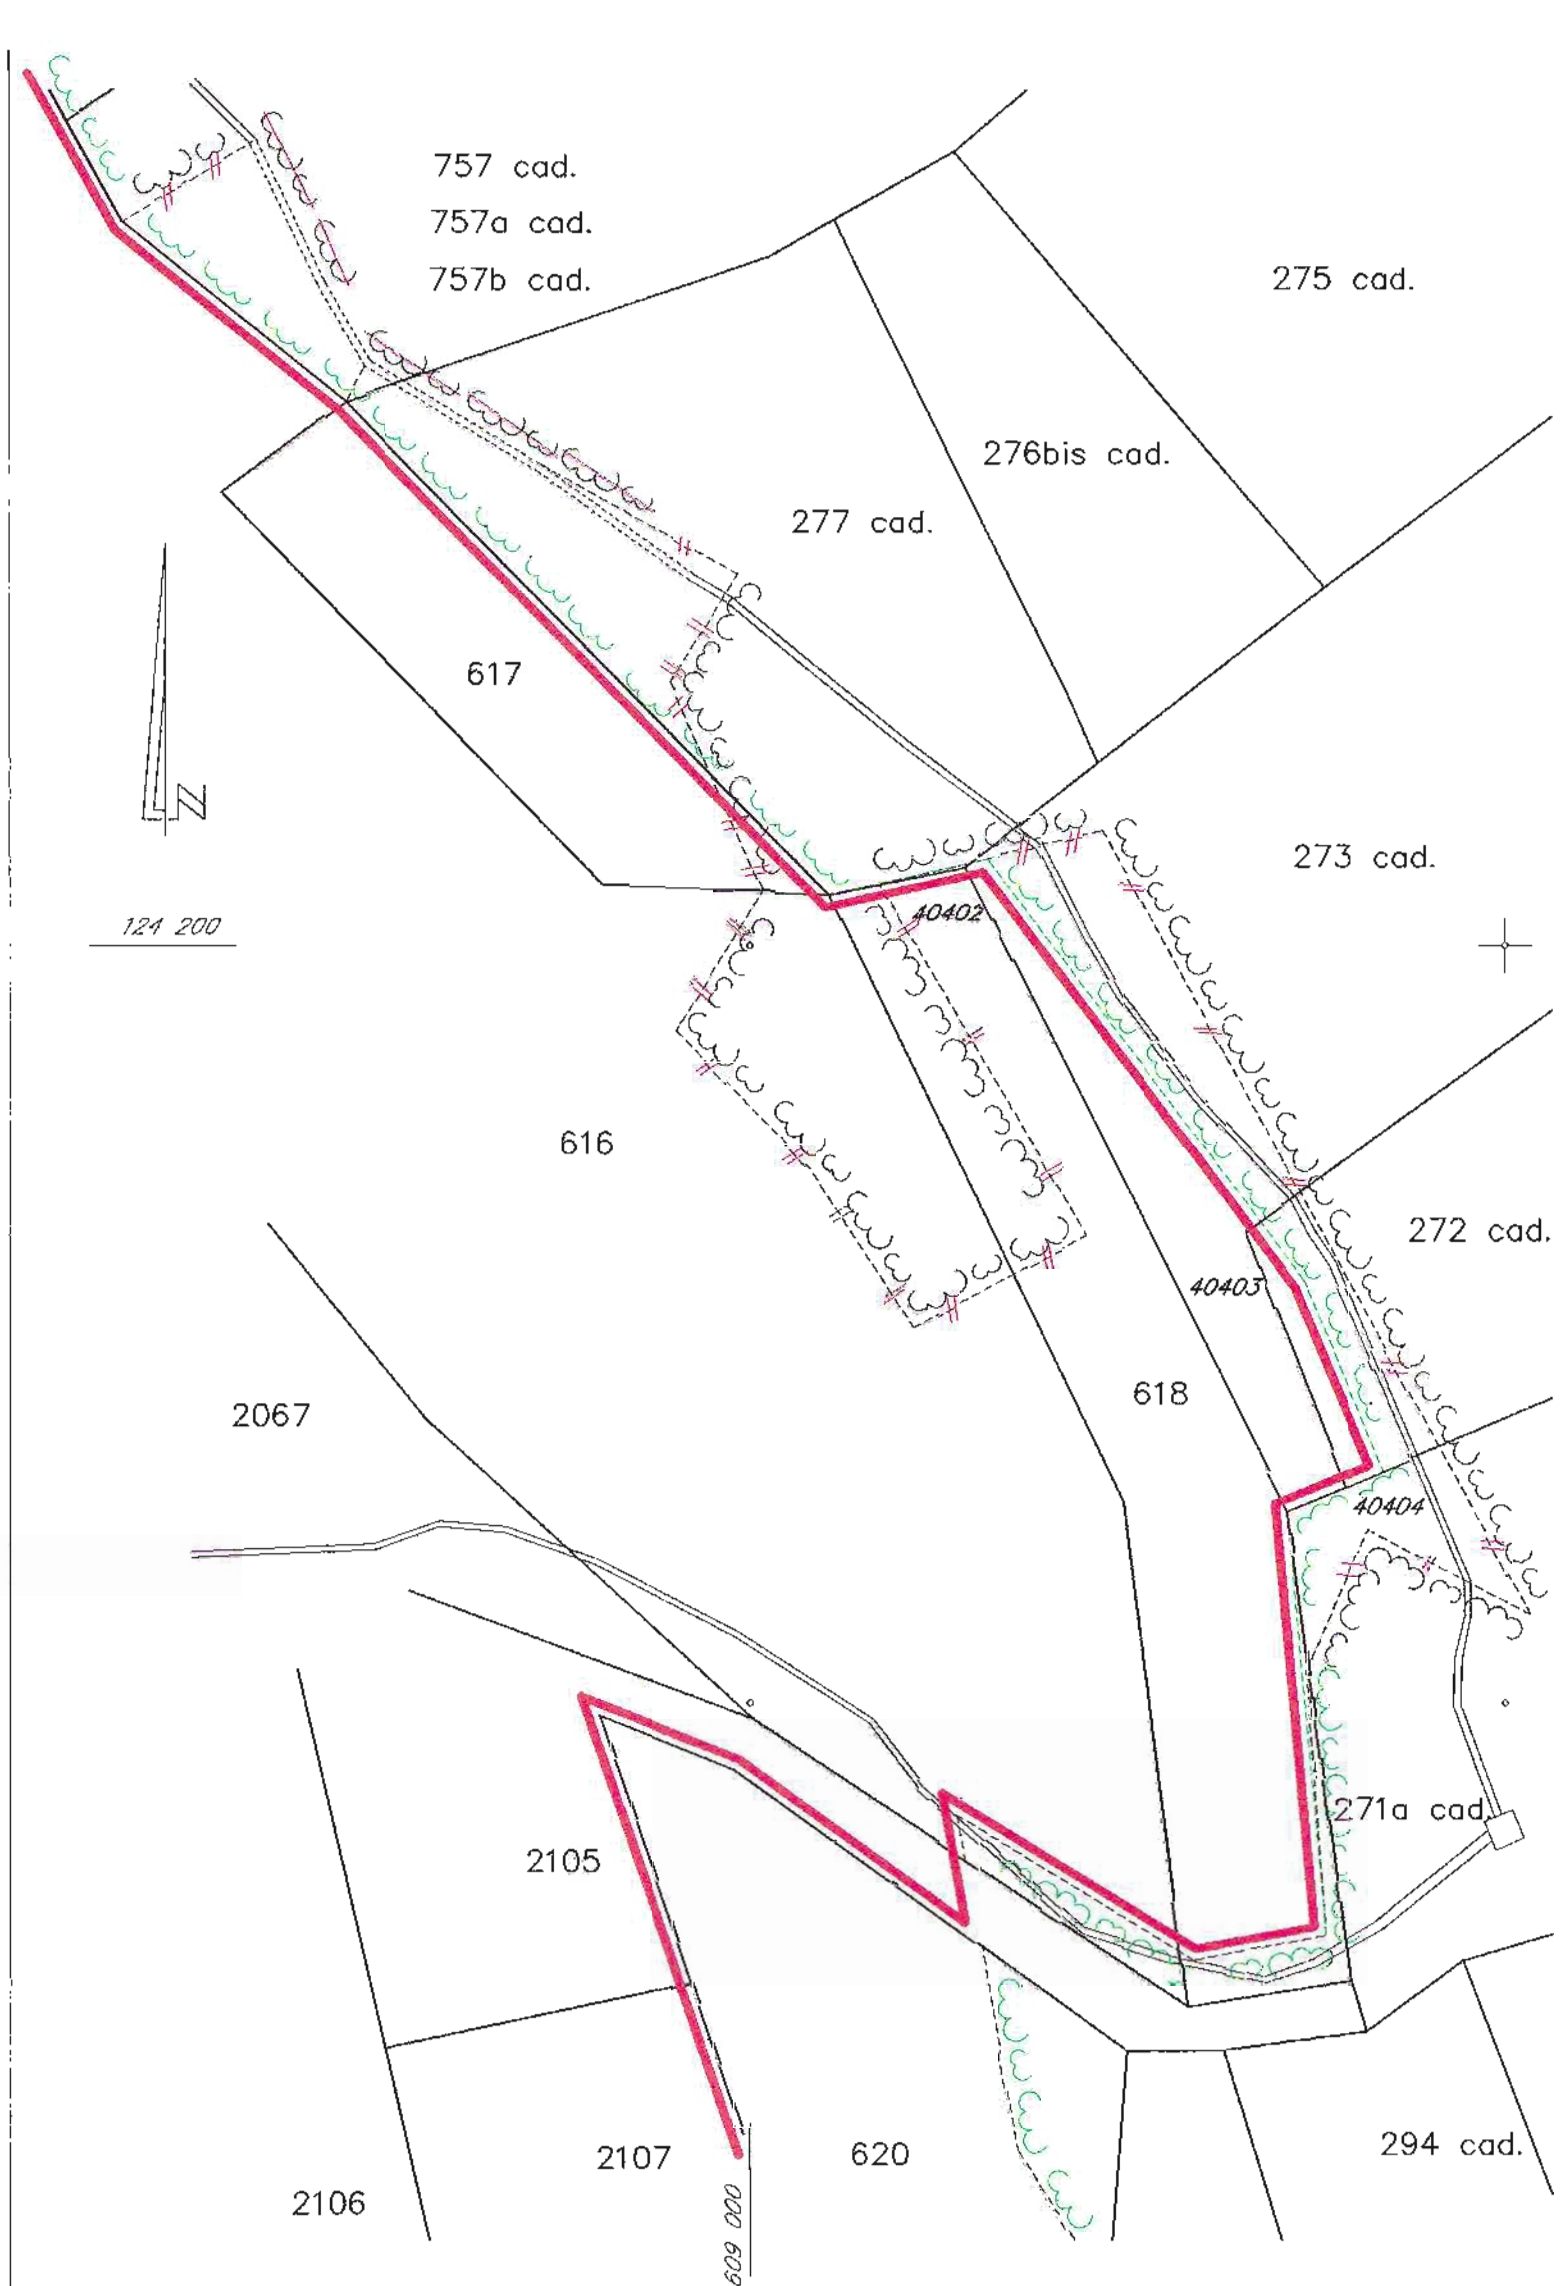 757 cad.
757a cad.
757b cad.
275 cad.
276bis cad.
277 cad.
617
N
273 cad.
40402
124 200
616
272 cad.
40403
618
2067
40404
271a cad.
2105
294 cad.
2107
620
2106
609 000